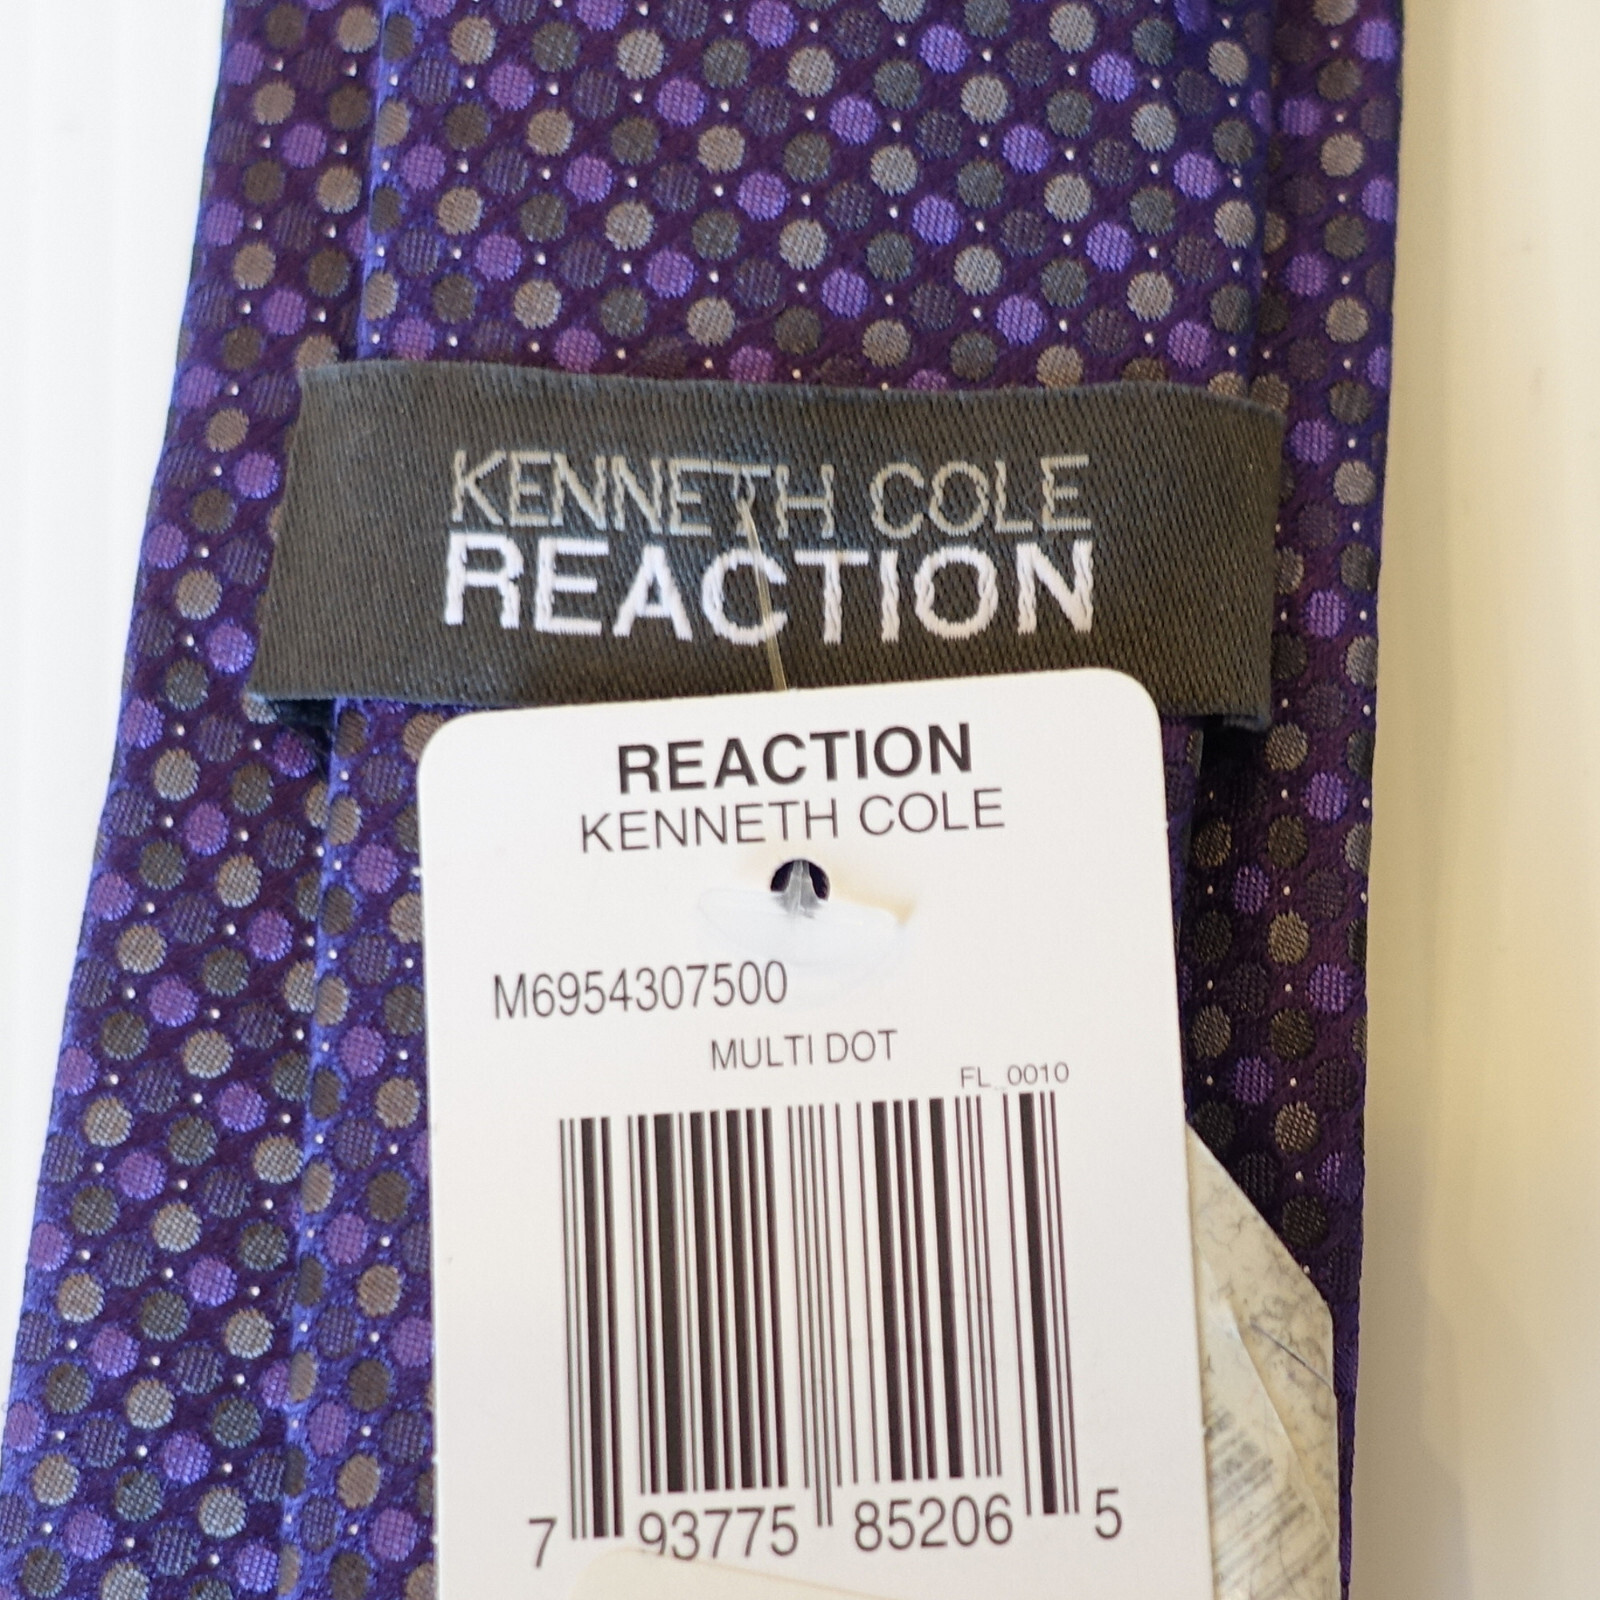 KENNETH COLE
REACTION
REACTION
KENNETH COLE
M6954307500
MULTI DOT
FL_0010
7 93775 85206 5